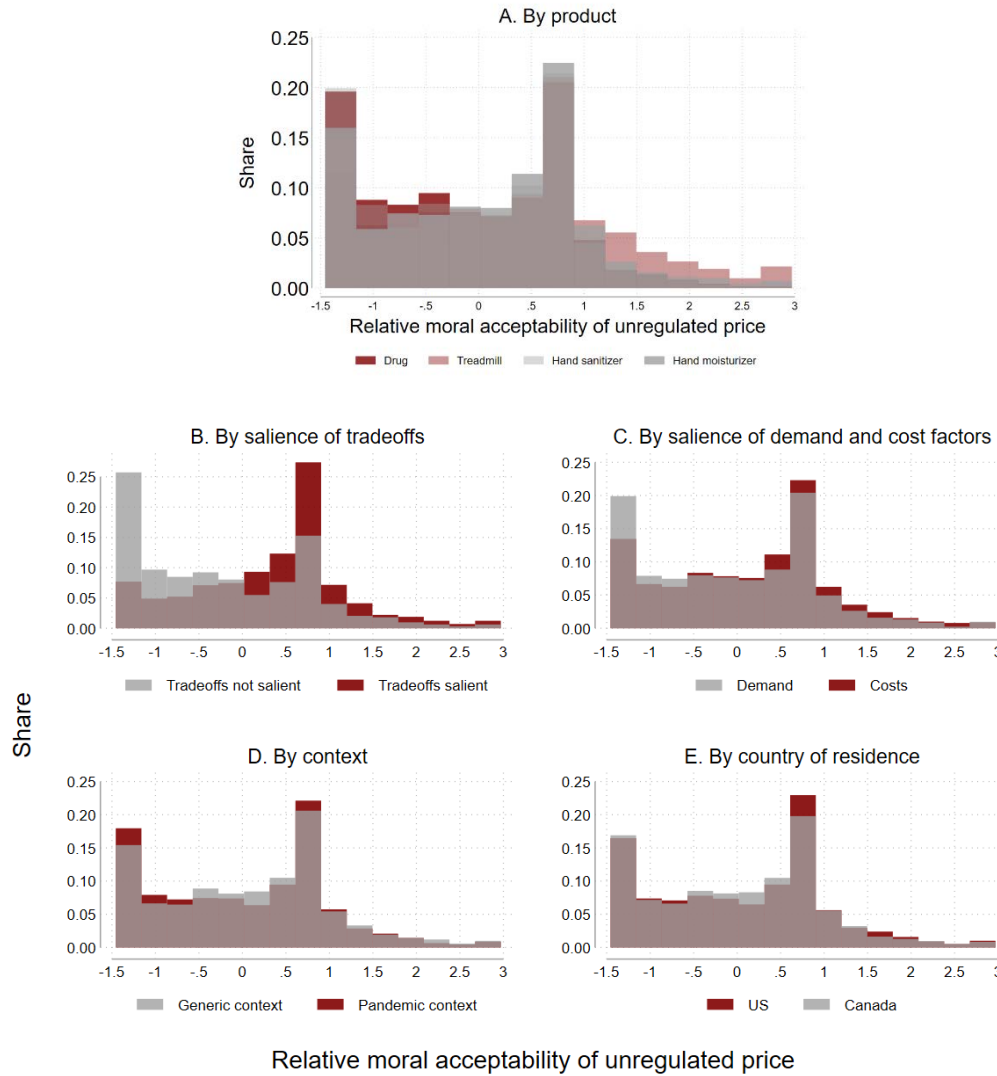 A. By product
0.25
0.20
0.15
0.10
0.05
0.00
Share
-1.5 -1 -.5 0 .5 1 1.5 2 2.5 3
Relative moral acceptability of unregulated price
Drug Treadmill Hand sanitizer Hand moisturizer
B. By salience of tradeoffs
0.25
0.20
0.15
0.10
0.05
0.00
-1.5 -1 -.5 0 .5 1 1.5 2 2.5 3
Tradeoffs not salient Tradeoffs salient
C. By salience of demand and cost factors
0.25
0.20
0.15
0.10
0.05
0.00
-1.5 -1 -.5 0 .5 1 1.5 2 2.5 3
Demand Costs
Share
D. By context
0.25
0.20
0.15
0.10
0.05
0.00
-1.5 -1 -.5 0 .5 1 1.5 2 2.5 3
Generic context Pandemic context
E. By country of residence
0.25
0.20
0.15
0.10
0.05
0.00
-1.5 -1 -.5 0 .5 1 1.5 2 2.5 3
US Canada
Relative moral acceptability of unregulated price